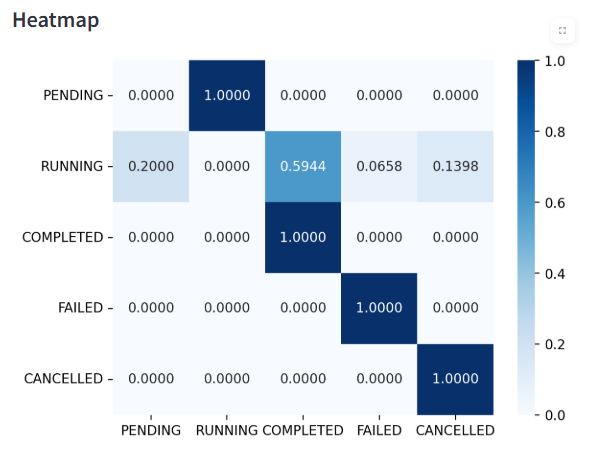 Heatmap
1.0
PENDING 0.0000 1.0000 0.0000 0.0000 0.0000
0.8
RUNNING 0.2000 0.0000 0.5944 0.0658 0.1398
0.6
COMPLETED 0.0000 0.0000 1.0000 0.0000 0.0000
0.4
FAILED 0.0000 0.0000 0.0000 1.0000 0.0000
0.2
CANCELLED 0.0000 0.0000 0.0000 0.0000 1.0000
0.0
PENDING RUNNING COMPLETED FAILED CANCELLED